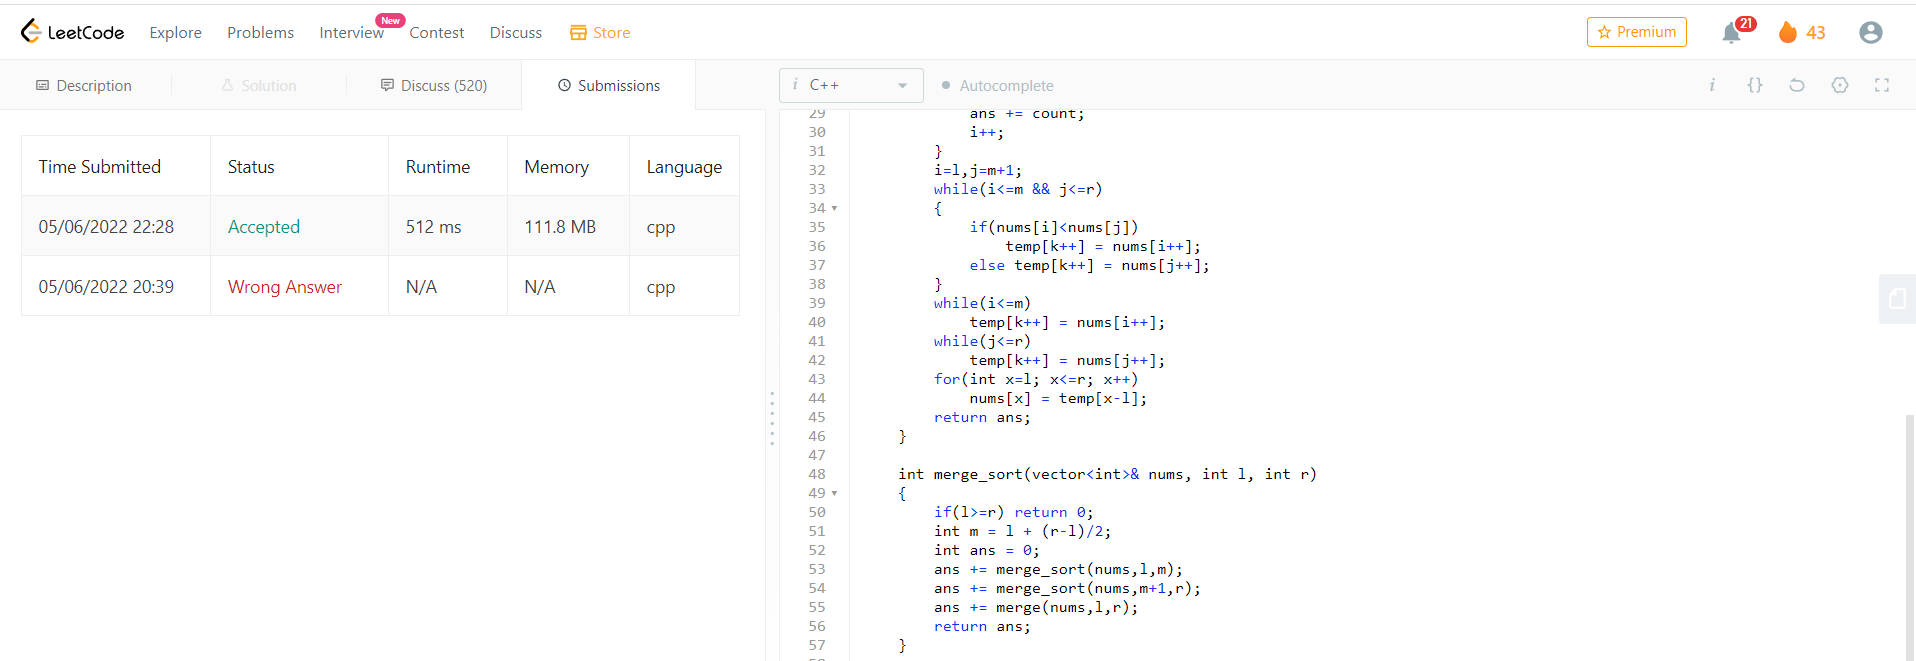 LeetCode Explore Problems Interview New Contest Discuss Store Premium 21 43
Description Solution Discuss (520) Submissions
i C++ Autocomplete i {}
Time Submitted Status Runtime Memory Language
05/06/2022 22:28 Accepted 512 ms 111.8 MB cpp
05/06/2022 20:39 Wrong Answer N/A N/A cpp
29 ans += count;
30 i++;
31 }
32 i=l,j=m+1;
33 while(i<=m && j<=r)
34 {
35 if(nums[i]<nums[j])
36 temp[k++] = nums[i++];
37 else temp[k++] = nums[j++];
38 }
39 while(i<=m)
40 temp[k++] = nums[i++];
41 while(j<=r)
42 temp[k++] = nums[j++];
43 for(int x=l; x<=r; x++)
44 nums[x] = temp[x-l];
45 return ans;
46 }
47
48 int merge_sort(vector<int>& nums, int l, int r)
49 {
50 if(l>=r) return 0;
51 int m = l + (r-l)/2;
52 int ans = 0;
53 ans += merge_sort(nums,l,m);
54 ans += merge_sort(nums,m+1,r);
55 ans += merge(nums,l,r);
56 return ans;
57 }